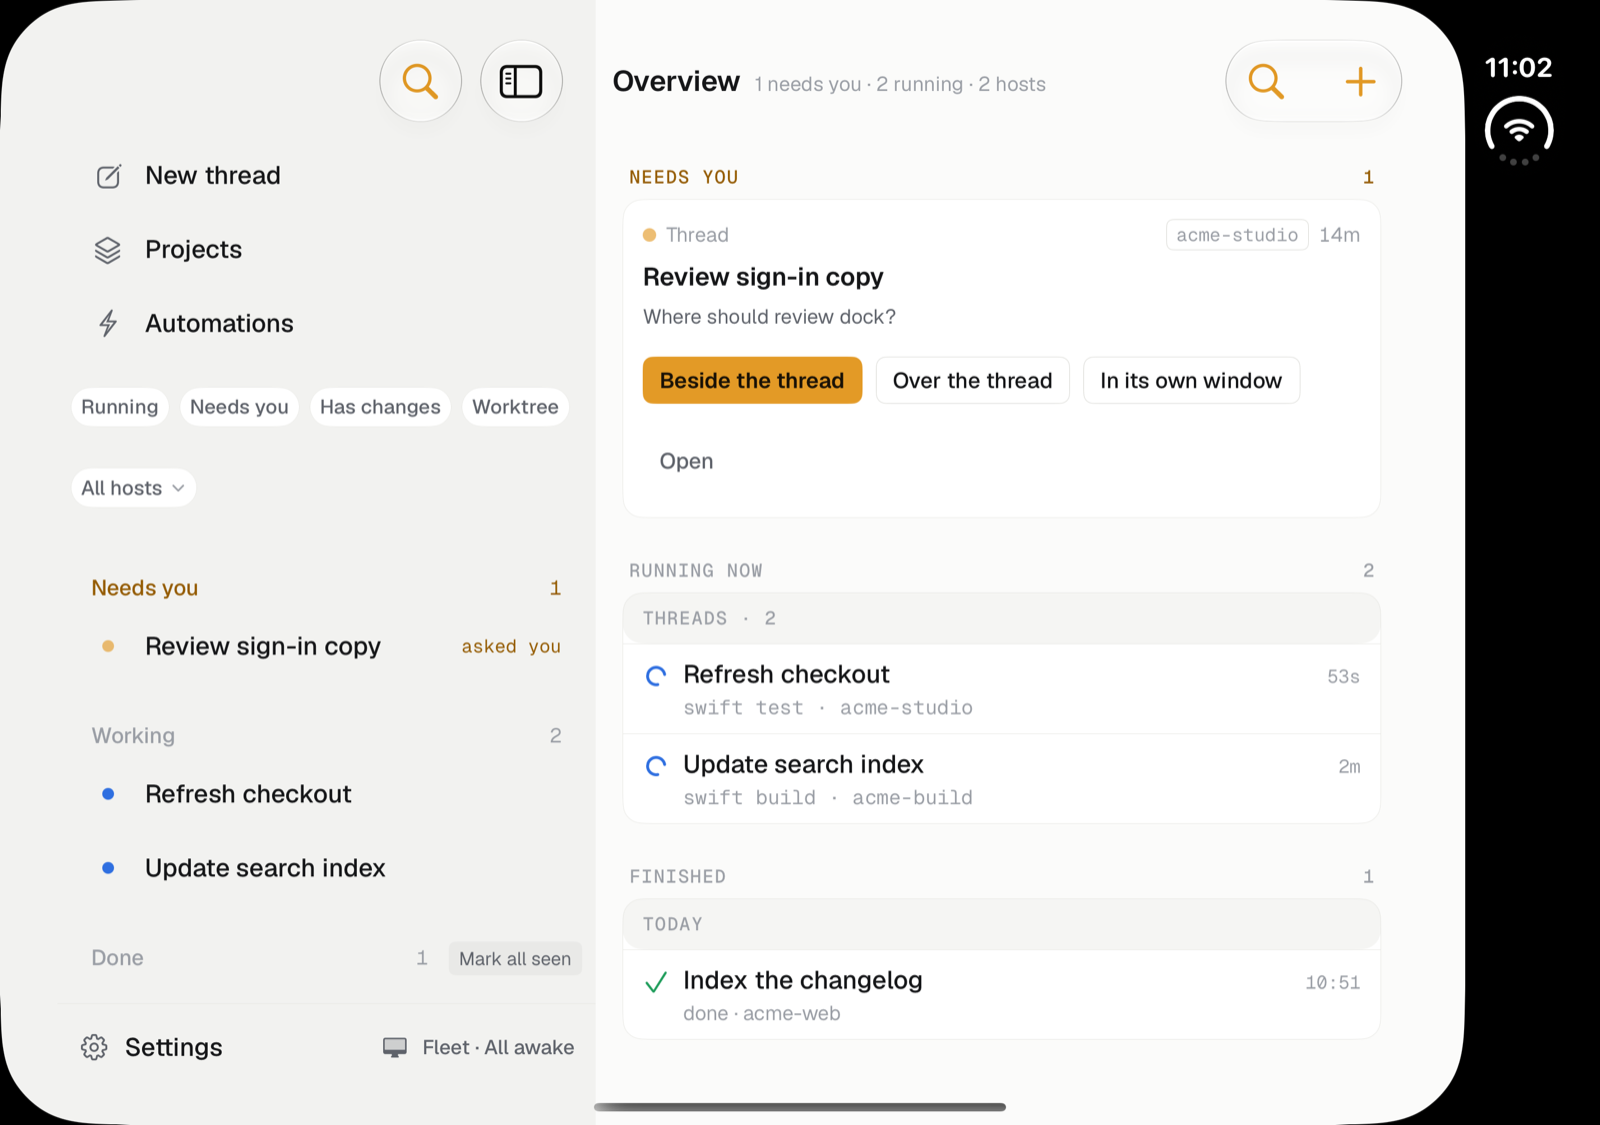 New thread
Projects
Automations
Running
Needs you
Has changes
Worktree
All hosts
Needs you 1
Review sign-in copy asked you
Working 2
Refresh checkout
Update search index
Done 1 Mark all seen
Settings
Fleet · All awake
Overview 1 needs you · 2 running · 2 hosts
NEEDS YOU 1
Thread acme-studio 14m
Review sign-in copy
Where should review dock?
Beside the thread
Over the thread
In its own window
Open
RUNNING NOW 2
THREADS · 2
Refresh checkout 53s
swift test · acme-studio
Update search index 2m
swift build · acme-build
FINISHED 1
TODAY
Index the changelog 10:51
done · acme-web
11:02